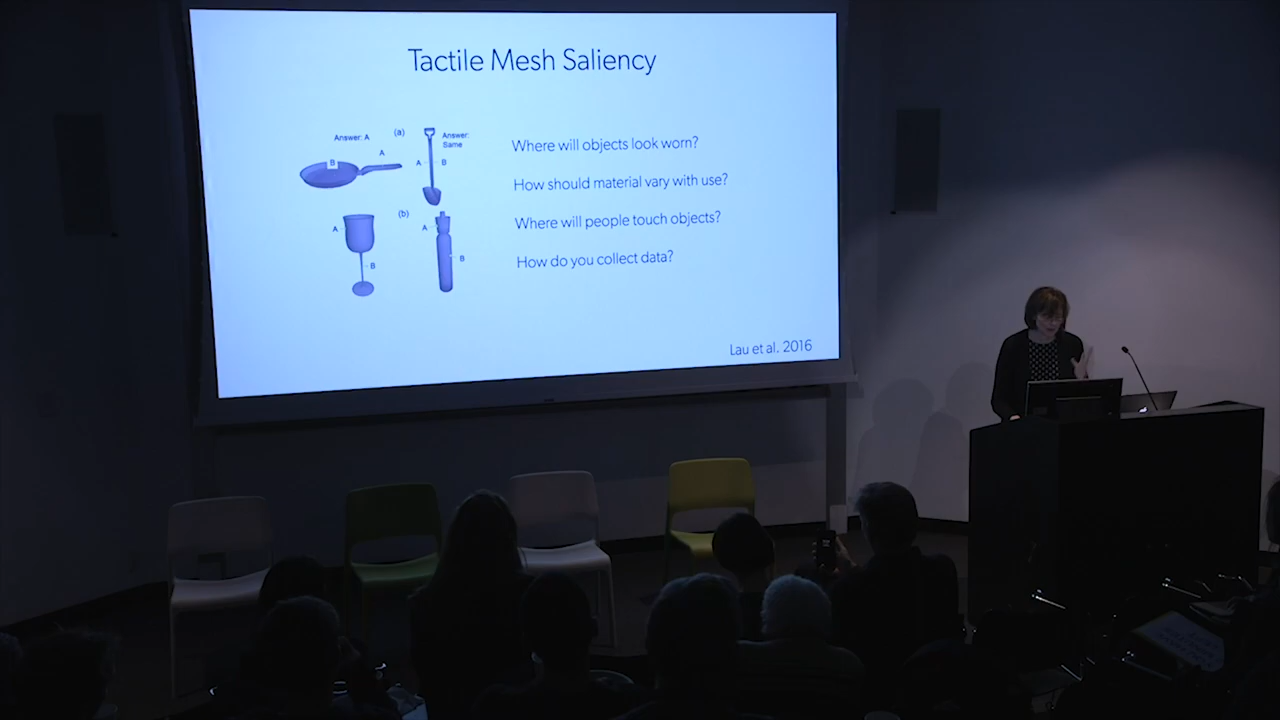 Tactile Mesh Saliency
Answer: A
(a)
Answer:
Same
A
B
A
B
(b)
A
B
A
B
Where will objects look worn?
How should material vary with use?
Where will people touch objects?
How do you collect data?
Lau et al. 2016